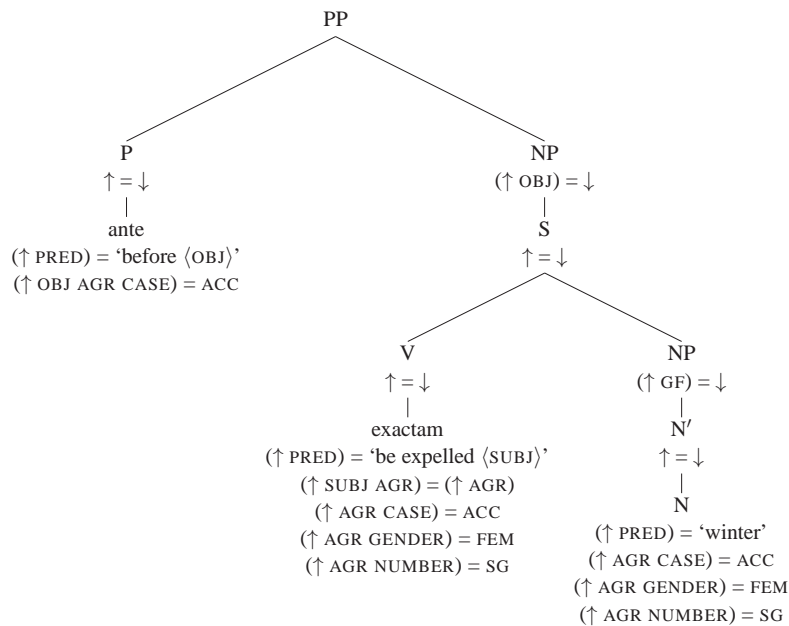 PP
P
↑ = ↓
ante
(↑ PRED) = ‘before ⟨OBJ⟩’
(↑ OBJ AGR CASE) = ACC
NP
(↑ OBJ) = ↓
S
↑ = ↓
V
↑ = ↓
exactam
(↑ PRED) = ‘be expelled ⟨SUBJ⟩’
(↑ SUBJ AGR) = (↑ AGR)
(↑ AGR CASE) = ACC
(↑ AGR GENDER) = FEM
(↑ AGR NUMBER) = SG
NP
(↑ GF) = ↓
N′
↑ = ↓
N
(↑ PRED) = ‘winter’
(↑ AGR CASE) = ACC
(↑ AGR GENDER) = FEM
(↑ AGR NUMBER) = SG